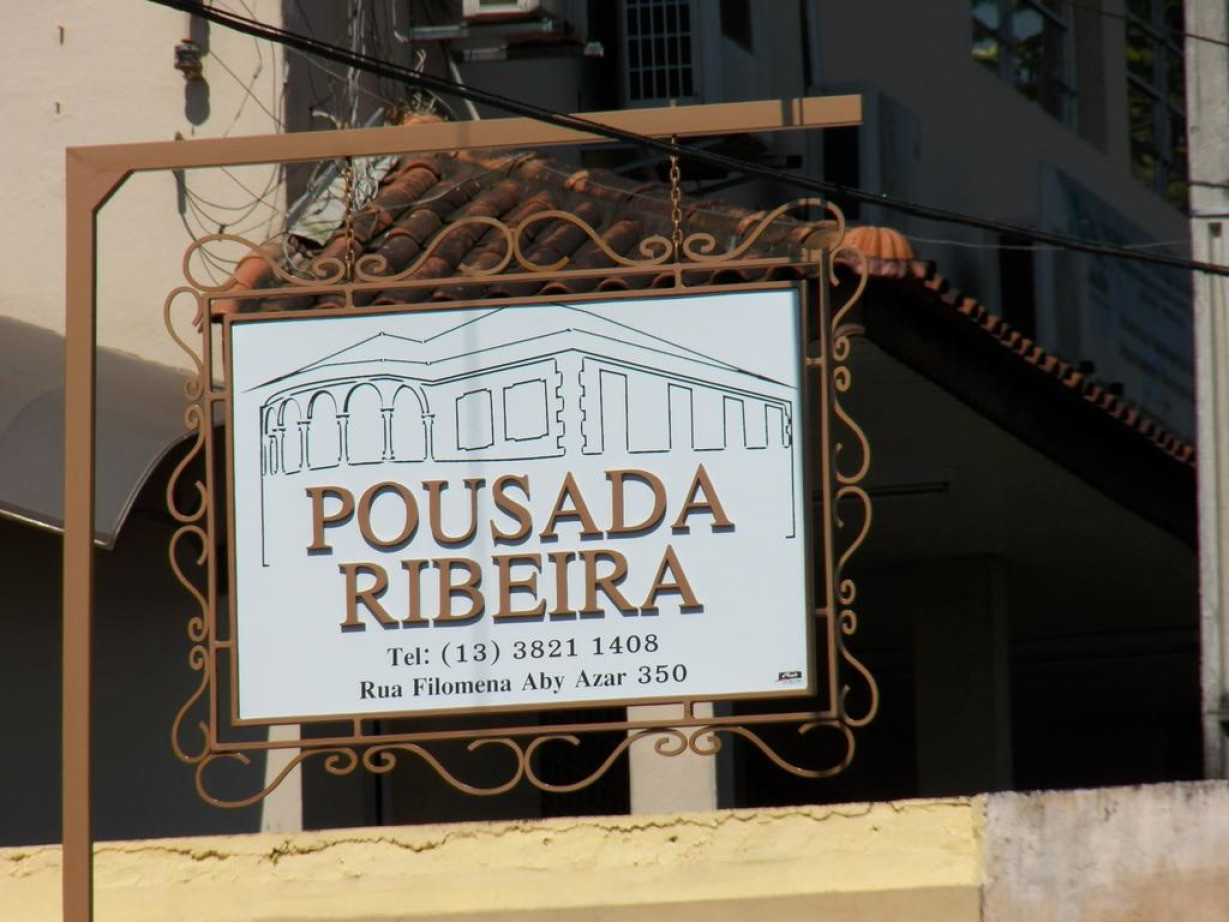 POUSADA
RIBEIRA
Tel: (13) 3821 1408
Rua Filomena Aby Azar 350